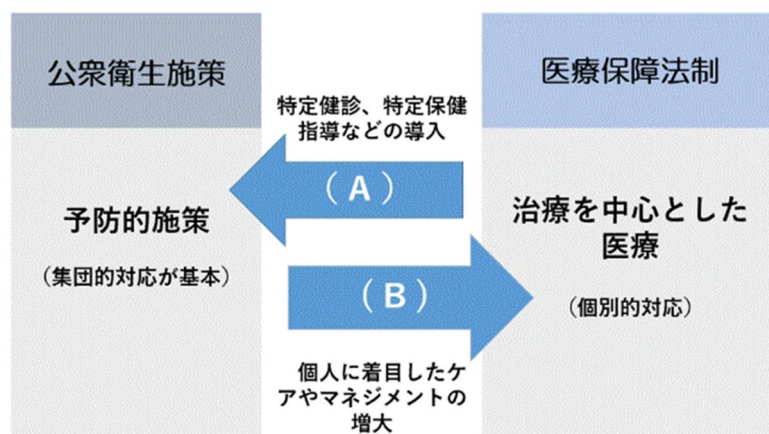 公衆衛生施策
医療保障法制
特定健診、特定保健
指導などの導入
（A）
予防的施策
（集団的対応が基本）
治療を中心とした
医療
（個別的対応）
（B）
個人に着目したケ
アやマネジメントの
増大